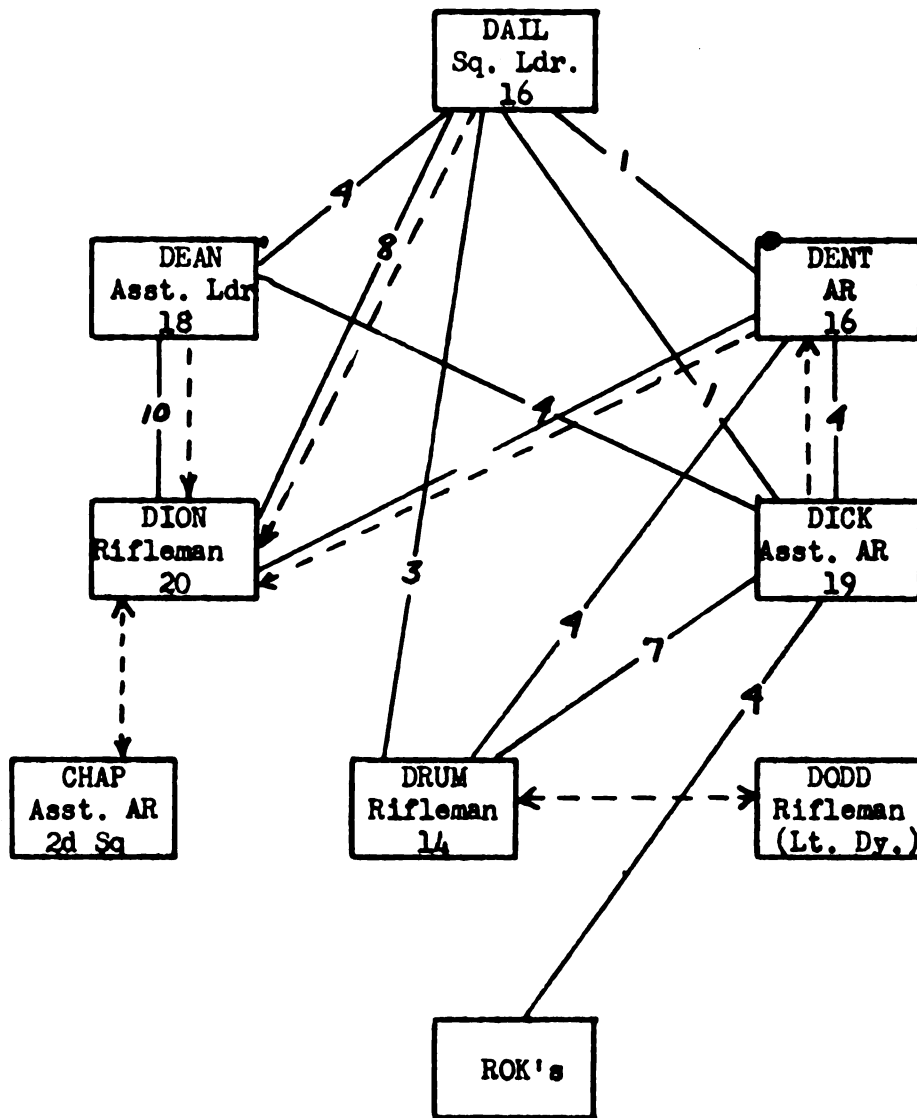 DAIL
Sq. Ldr.
16
4
1
8
DEAN
Asst. Ldr
18
DENT
AR
16
10
4
1
4
DION
Rifleman
20
DICK
Asst. AR
19
3
4
7
4
CHAP
Asst. AR
2d Sq
DRUM
Rifleman
14
DODD
Rifleman
(Lt. Dy.)
ROK's